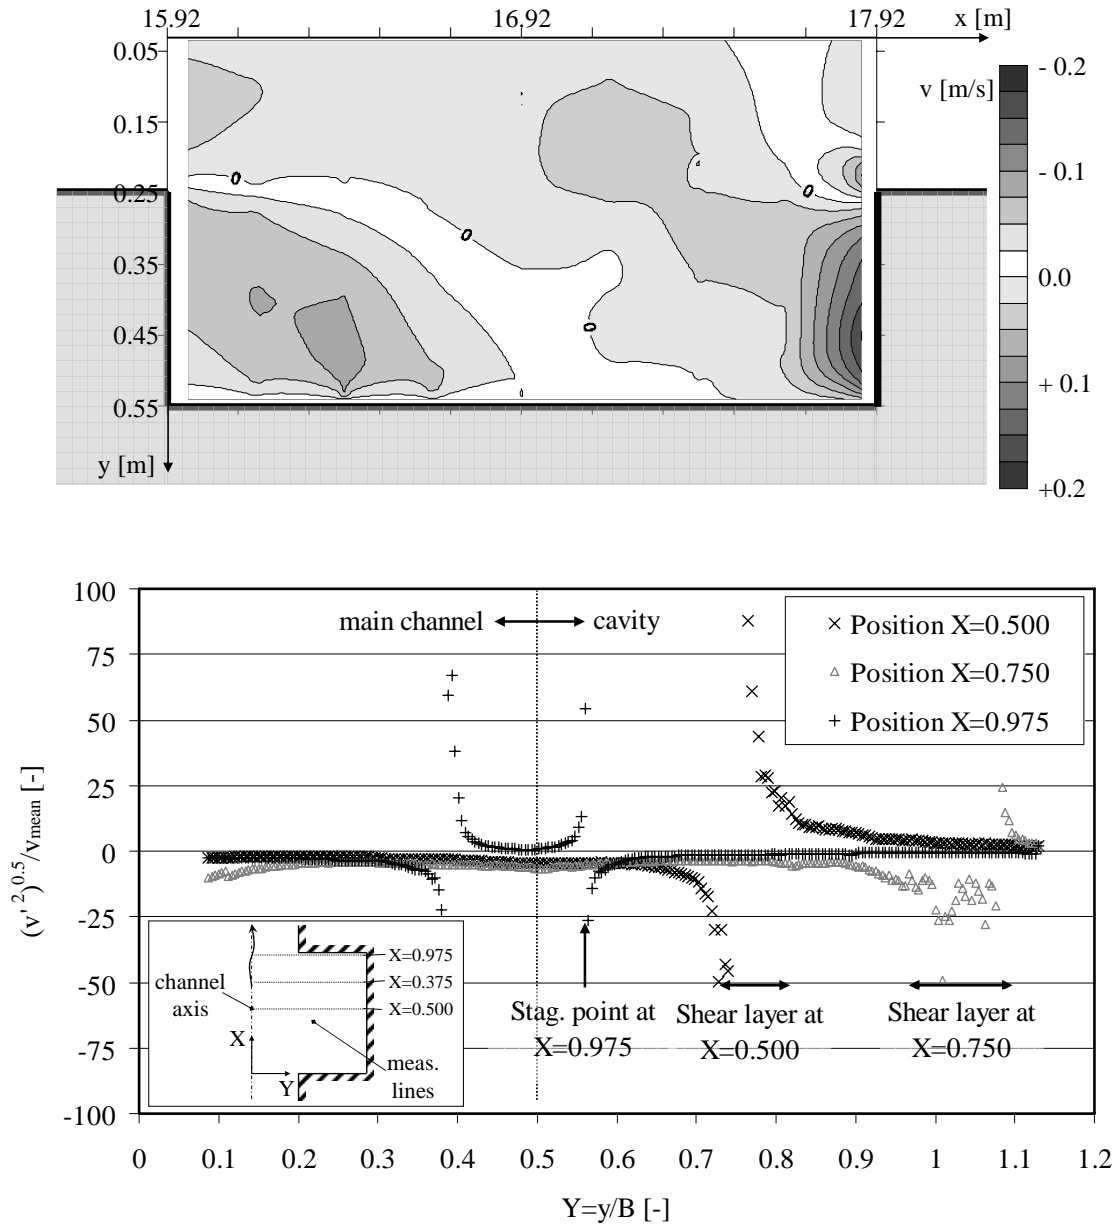 15.92 16.92 17.92 x [m]
0.05
0.15
0.25
0.35
0.45
0.55
y [m]
0
0
0
0
v [m/s]
- 0.2
- 0.1
0.0
+ 0.1
+0.2
100
75
50
25
0
-25
-50
-75
-100
(v' 2)0.5/vmean [-]
main channel cavity
× Position X=0.500
△ Position X=0.750
+ Position X=0.975
Stag. point at
X=0.975
Shear layer at
X=0.500
Shear layer at
X=0.750
channel
axis
X
Y
X=0.975
X=0.375
X=0.500
meas.
lines
0 0.1 0.2 0.3 0.4 0.5 0.6 0.7 0.8 0.9 1 1.1 1.2
Y=y/B [-]